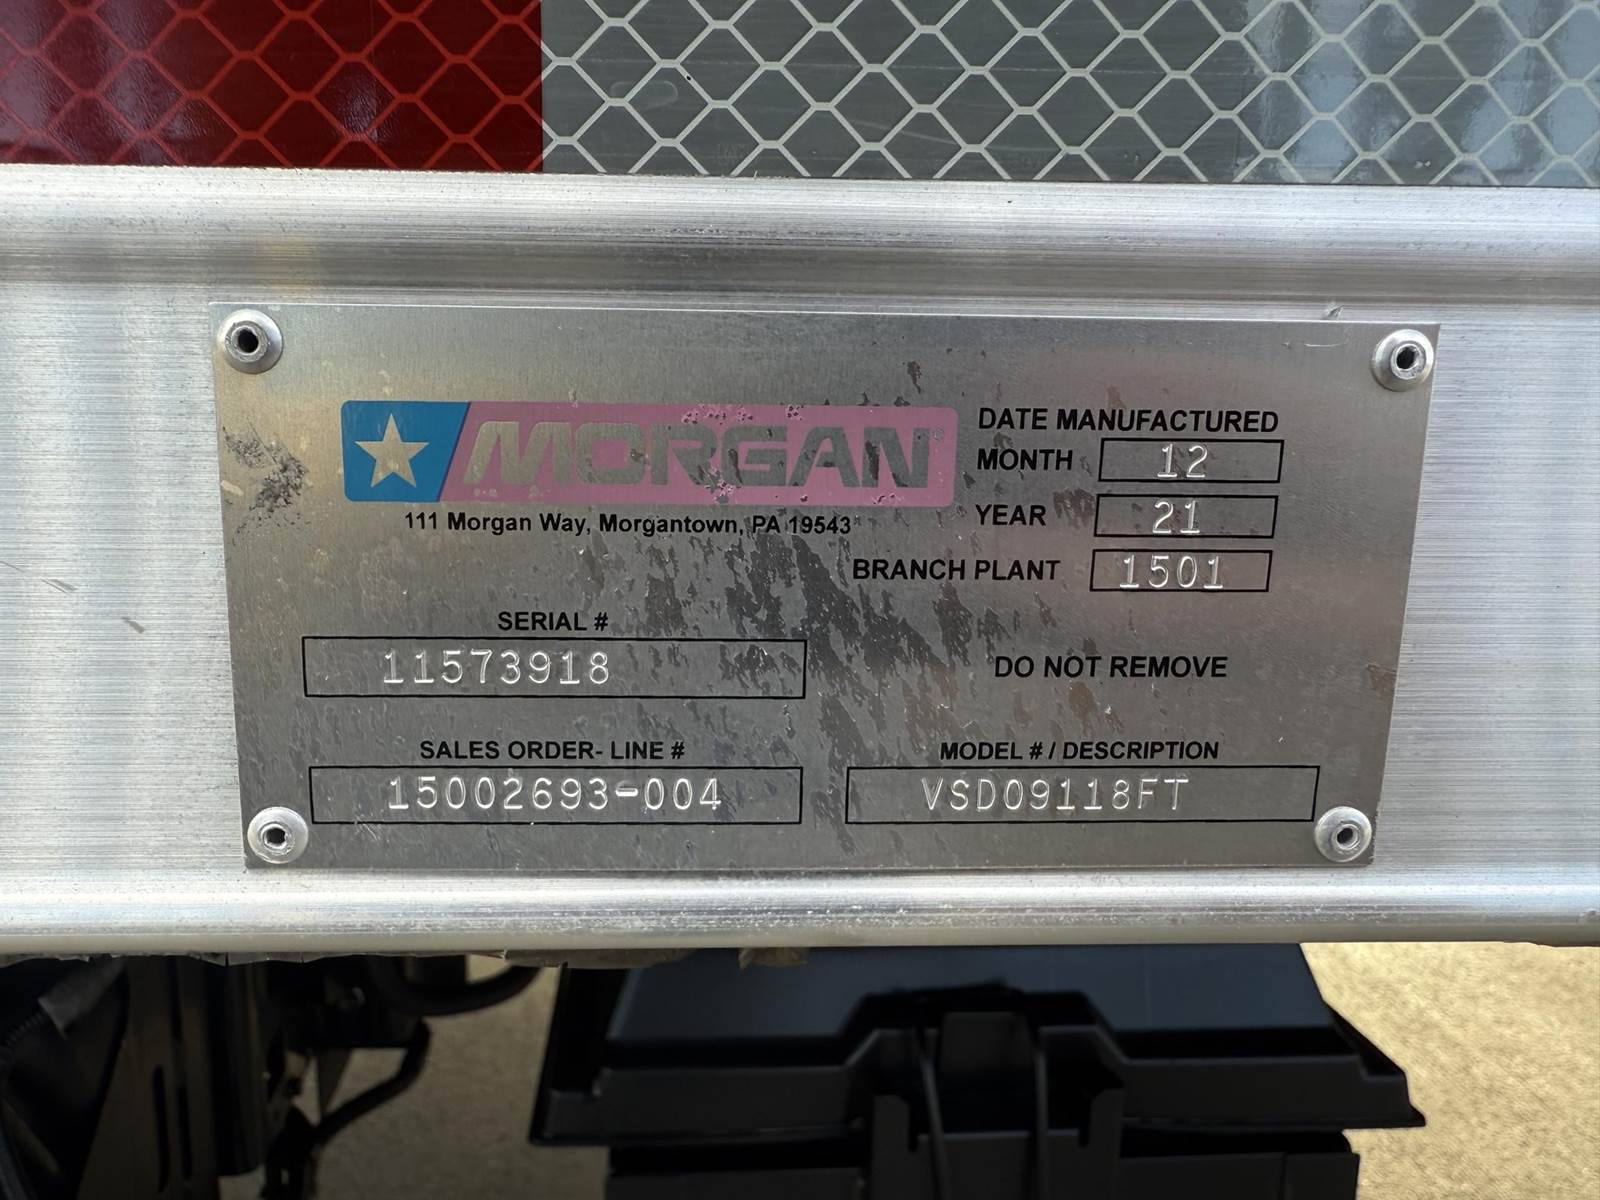 MORGAN
111 Morgan Way, Morgantown, PA 19543
DATE MANUFACTURED
MONTH 12
YEAR 21
BRANCH PLANT 1501
SERIAL #
11573918
DO NOT REMOVE
SALES ORDER- LINE #
15002693-004
MODEL # / DESCRIPTION
VSD09118FT